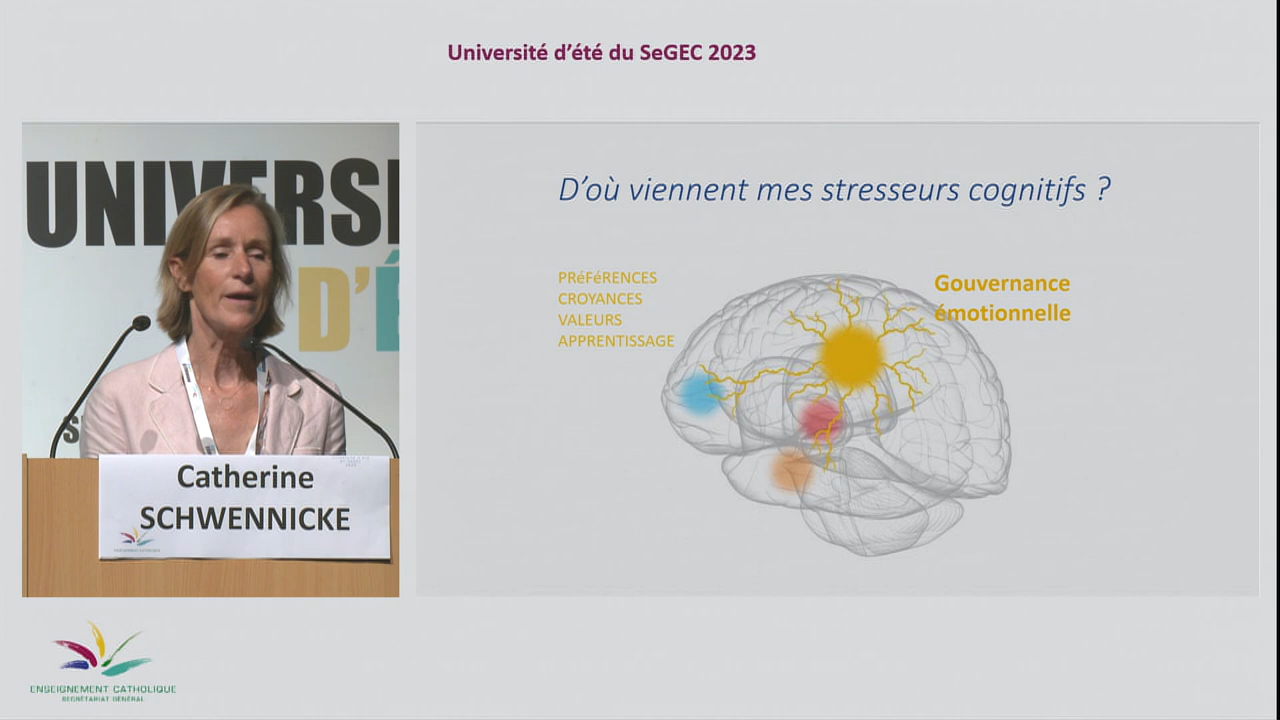 Université d’été du SeGEC 2023
UNIVERSI
D’É
S
Catherine
SCHWENNICKE
D’où viennent mes stresseurs cognitifs ?
PRéFéRENCES
CROYANCES
VALEURS
APPRENTISSAGE
Gouvernance
émotionnelle
ENSEIGNEMENT CATHOLIQUE
SECRÉTARIAT GÉNÉRAL